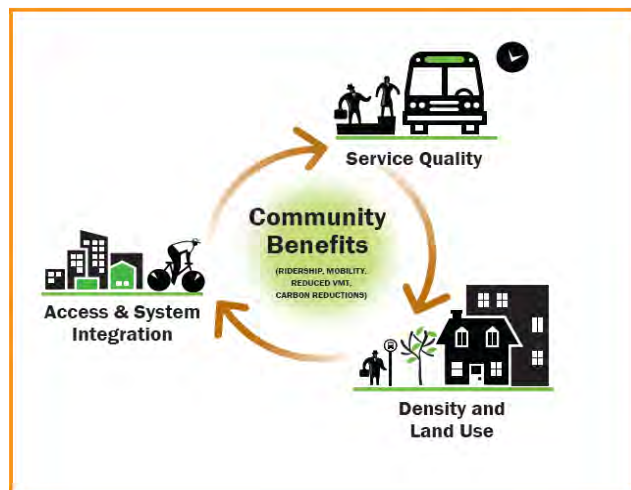 Service Quality
Community
Benefits
(RIDERSHIP, MOBILITY,
REDUCED VMT,
CARBON REDUCTIONS)
Access & System
Integration
Density and
Land Use